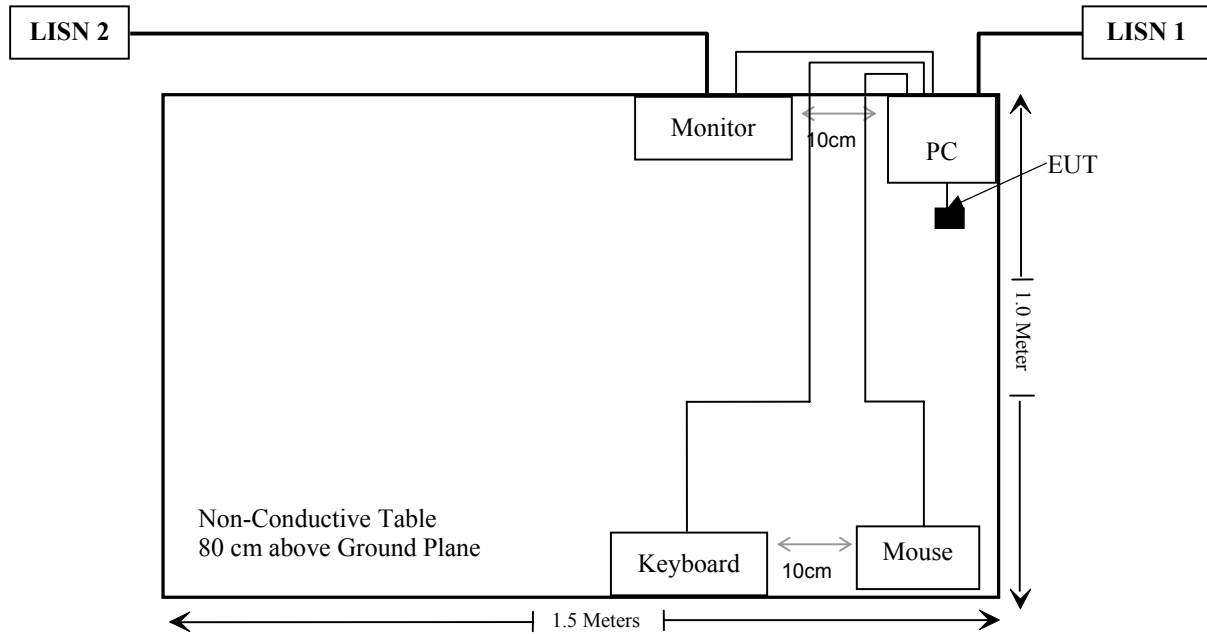 LISN 2
LISN 1
Monitor
10cm
PC
EUT
1.0 Meter
Non-Conductive Table
80 cm above Ground Plane
Keyboard
10cm
Mouse
1.5 Meters